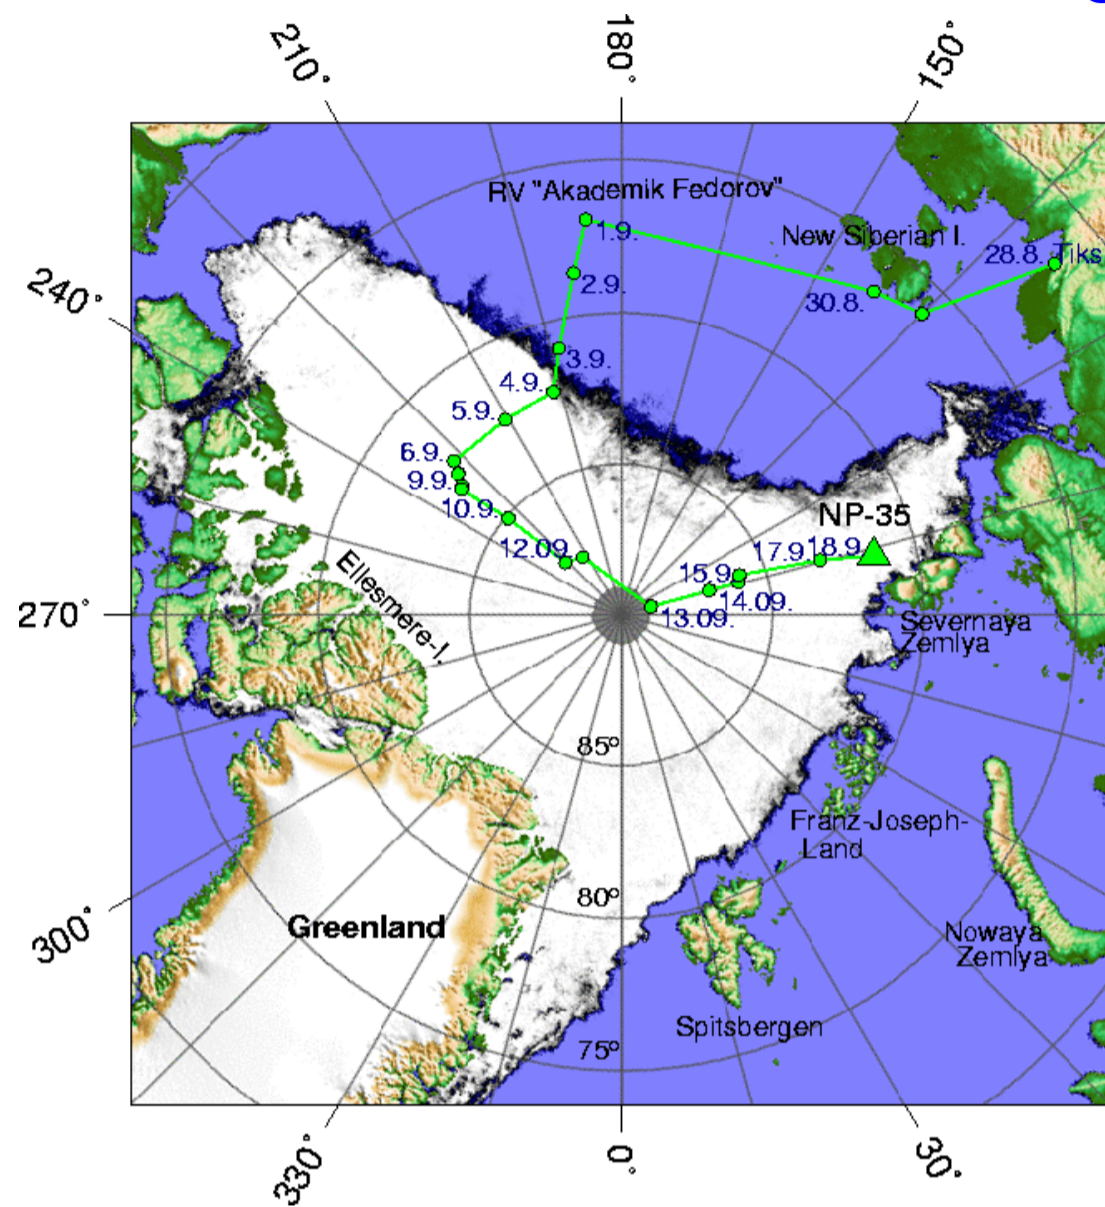 180°
210°
150°
RV "Akademik Fedorov"
1.9.
New Siberian I.
28.8.
Tiks
2.9.
30.8.
240°
3.9.
4.9.
5.9.
6.9.
9.9.
10.9.
NP-35
12.09.
17.9.
18.9.
15.9.
14.09.
13.09.
Ellesmere-I.
270°
Severnaya
Zemlya
85°
Franz-Joseph-
Land
80°
300°
Greenland
Nowaya
Zemlya
Spitsbergen
75°
330°
0°
30°